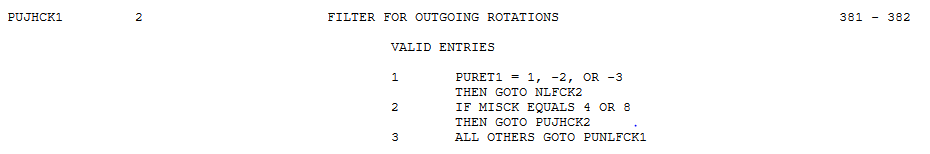 PUJHCK1 2 FILTER FOR OUTGOING ROTATIONS 381 - 382
VALID ENTRIES
1 PURET1 = 1, -2, OR -3
THEN GOTO NLFCK2
2 IF MISCK EQUALS 4 OR 8
THEN GOTO PUJHCK2 .
3 ALL OTHERS GOTO PUNLFCK1